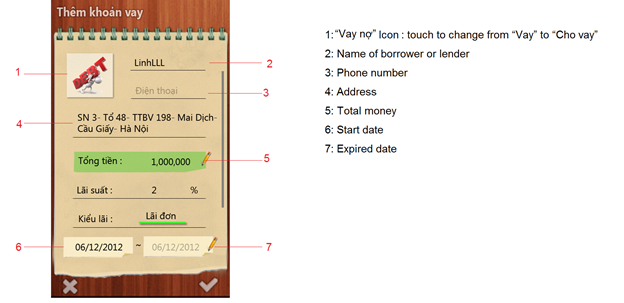 Thêm khoản vay
DEBT
LinhLLL
Điện thoại
SN 3- Tổ 48- TTBV 198- Mai Dịch-
Cầu Giấy- Hà Nội
Tổng tiền : 1,000,000
Lãi suất : 2 %
Kiểu lãi : Lãi đơn
06/12/2012 ~ 06/12/2012
1
2
3
4
5
6
7
1: “Vay nợ” Icon : touch to change from “Vay” to “Cho vay”
2: Name of borrower or lender
3: Phone number
4: Address
5: Total money
6: Start date
7: Expired date